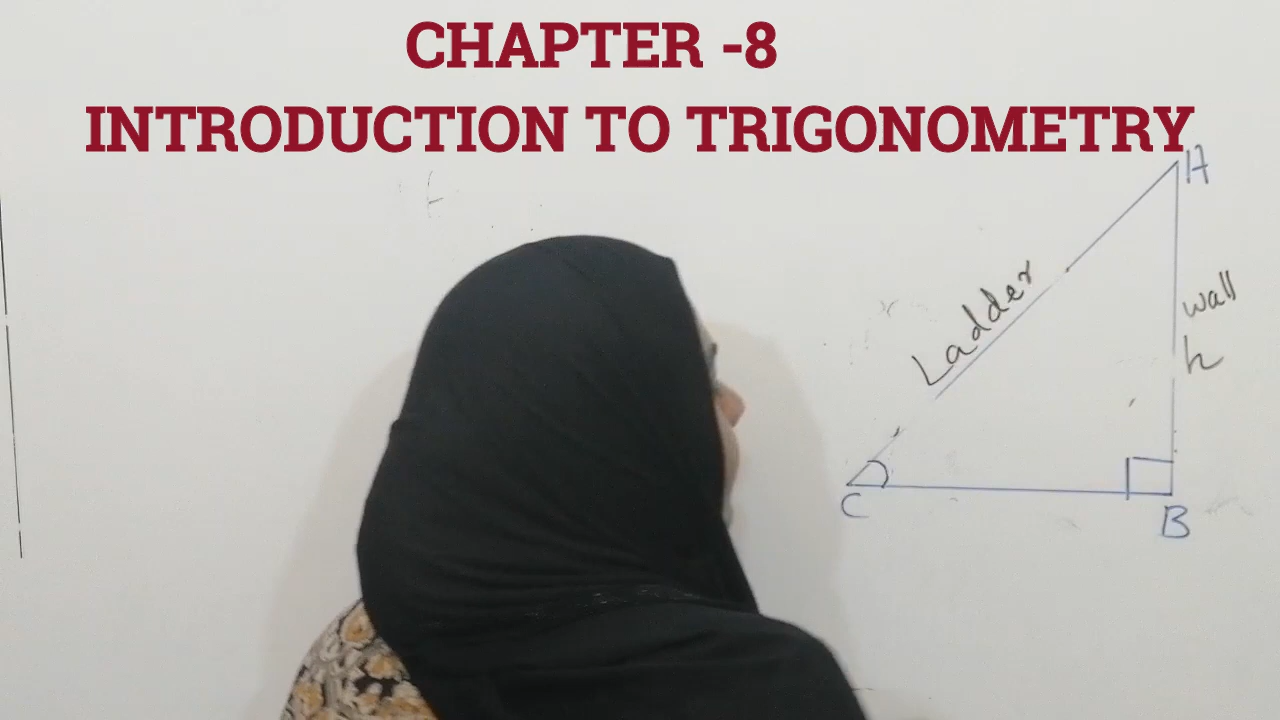 CHAPTER -8
INTRODUCTION TO TRIGONOMETRY
A
Ladder
wall
h
C
B